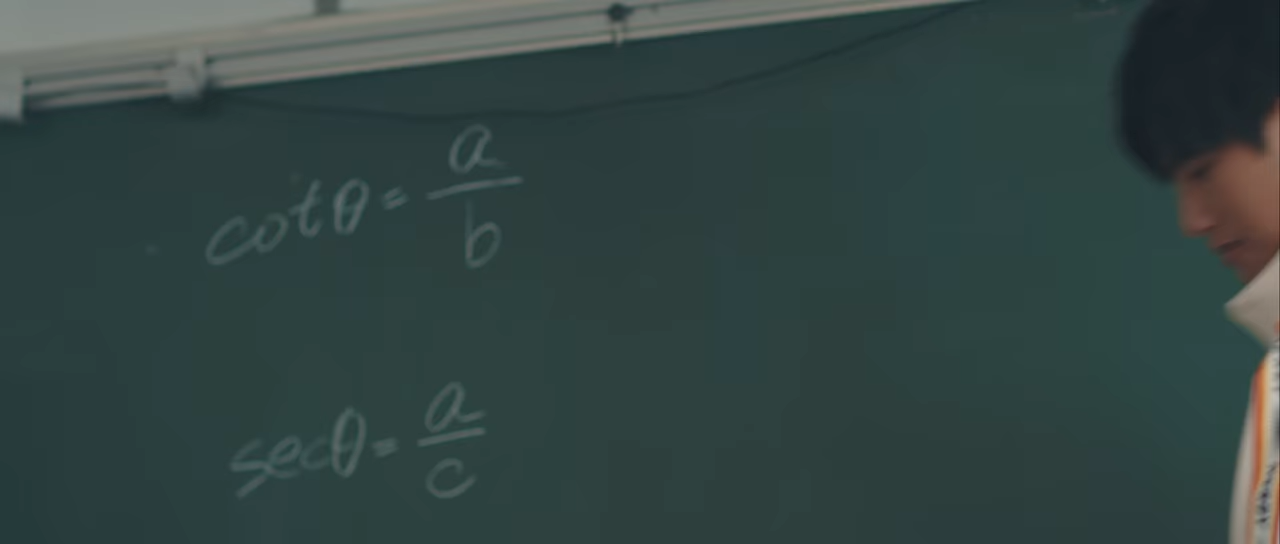 cotθ = a/b
secθ = a/c